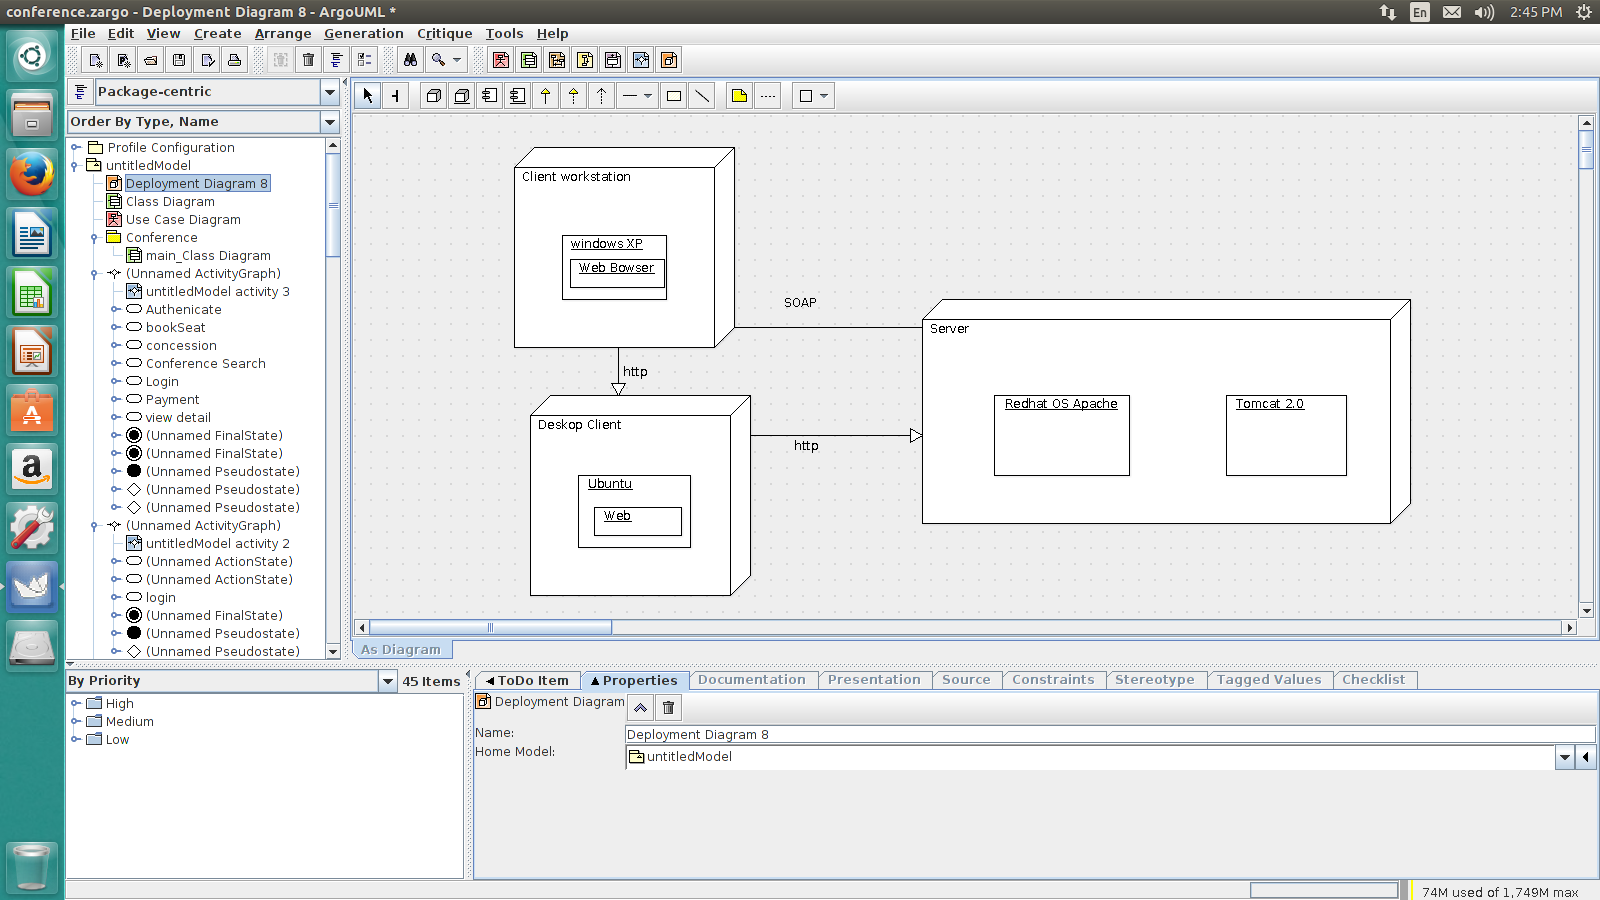 conference.zargo - Deployment Diagram 8 - ArgoUML *
En
2:45 PM
File Edit View Create Arrange Generation Critique Tools Help
Package-centric
Order By Type, Name
Profile Configuration
untitledModel
Deployment Diagram 8
Class Diagram
Use Case Diagram
Conference
main_Class Diagram
(Unnamed ActivityGraph)
untitledModel activity 3
Authenicate
bookSeat
concession
Conference Search
Login
Payment
view detail
(Unnamed FinalState)
(Unnamed FinalState)
(Unnamed Pseudostate)
(Unnamed Pseudostate)
(Unnamed Pseudostate)
(Unnamed ActivityGraph)
untitledModel activity 2
(Unnamed ActionState)
(Unnamed ActionState)
login
(Unnamed FinalState)
(Unnamed Pseudostate)
(Unnamed Pseudostate)
Client workstation
windows XP
Web Bowser
SOAP
http
Server
Redhat OS Apache
Tomcat 2.0
Deskop Client
http
Ubuntu
Web
As Diagram
By Priority
45 Items
High
Medium
Low
ToDo Item
Properties
Documentation
Presentation
Source
Constraints
Stereotype
Tagged Values
Checklist
Deployment Diagram
Name:
Deployment Diagram 8
Home Model:
untitledModel
74M used of 1,749M max